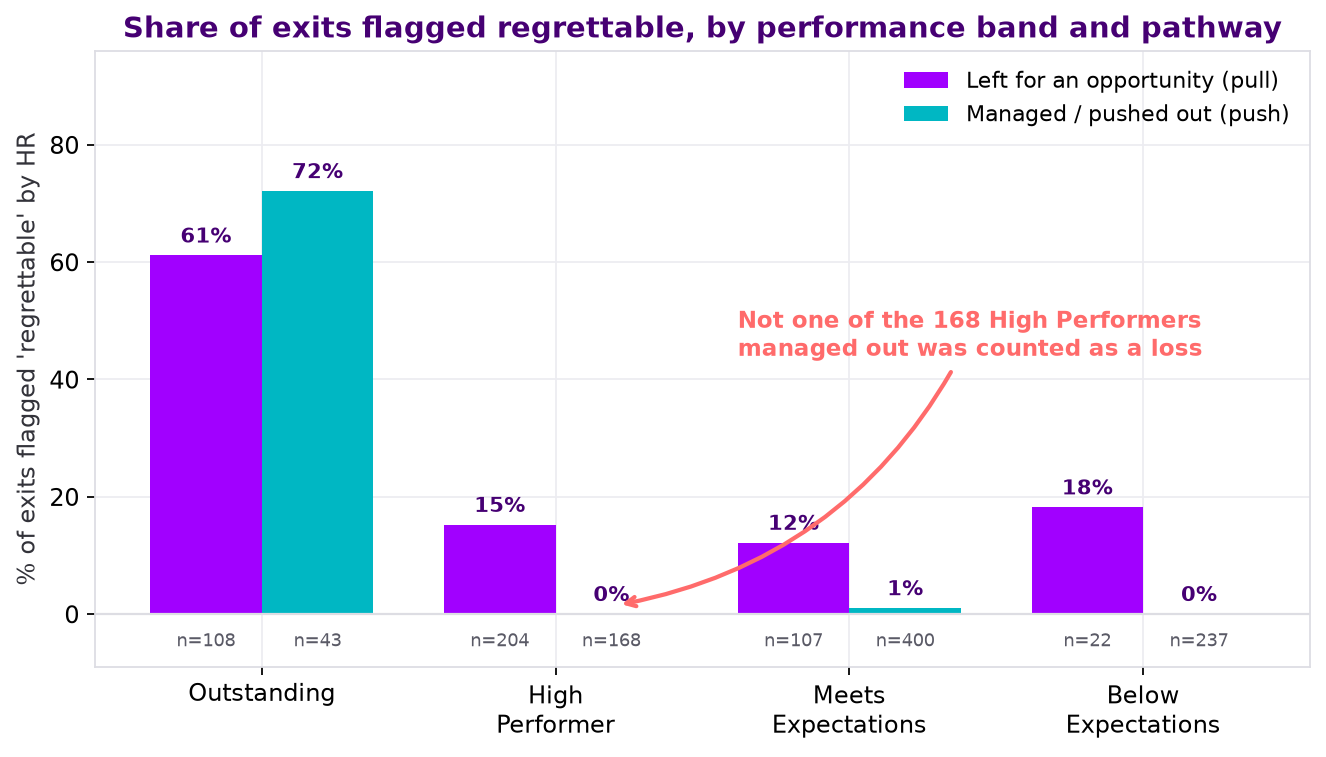 Share of exits flagged regrettable, by performance band and pathway
% of exits flagged 'regrettable' by HR
Left for an opportunity (pull)
Managed / pushed out (push)
80
60
40
20
0
61%
72%
15%
0%
12%
1%
18%
0%
Not one of the 168 High Performers
managed out was counted as a loss
n=108
n=43
n=204
n=168
n=107
n=400
n=22
n=237
Outstanding
High
Performer
Meets
Expectations
Below
Expectations